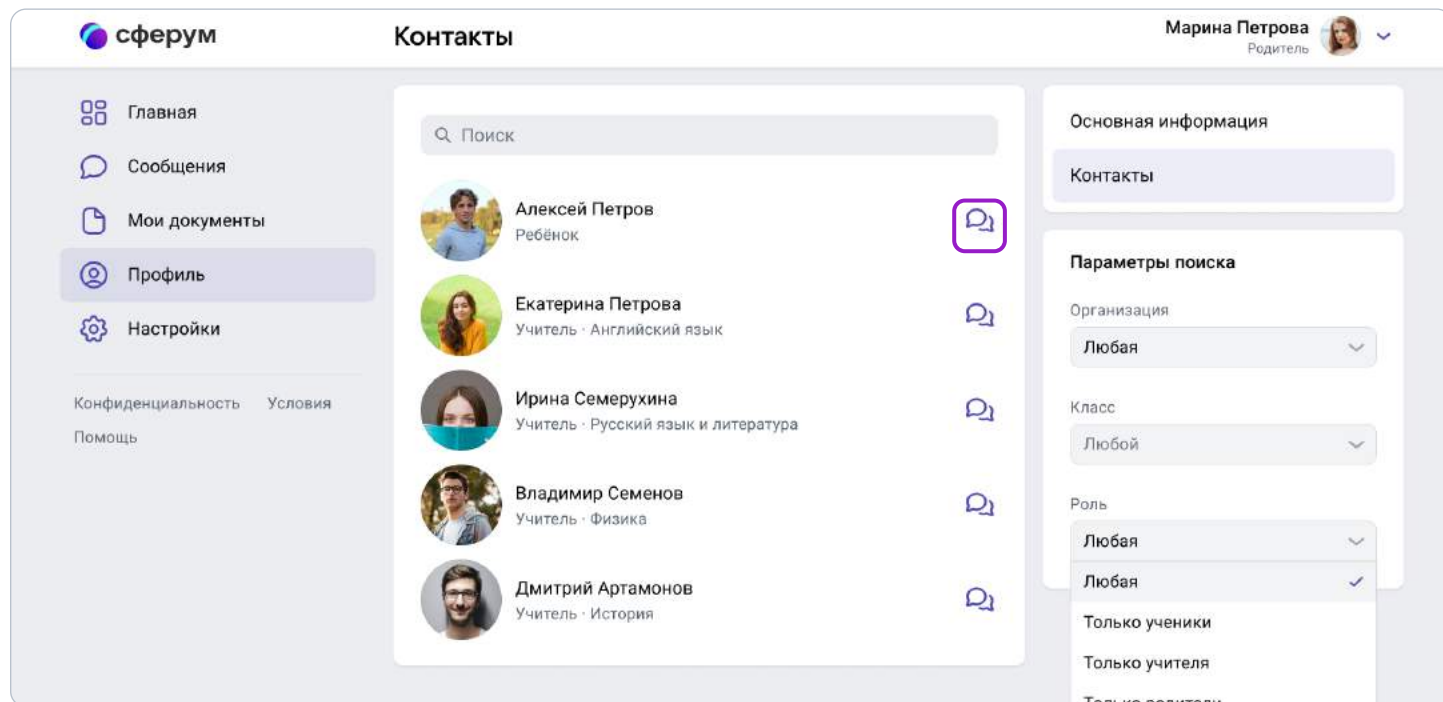 сферум
Контакты
Марина Петрова
Родитель
Главная
Сообщения
Мои документы
Профиль
Настройки
Конфиденциальность Условия
Помощь
Поиск
Алексей Петров
Ребёнок
Екатерина Петрова
Учитель · Английский язык
Ирина Семерухина
Учитель · Русский язык и литература
Владимир Семенов
Учитель · Физика
Дмитрий Артамонов
Учитель · История
Основная информация
Контакты
Параметры поиска
Организация
Любая
Класс
Любой
Роль
Любая
Любая
Только ученики
Только учителя
Только родители